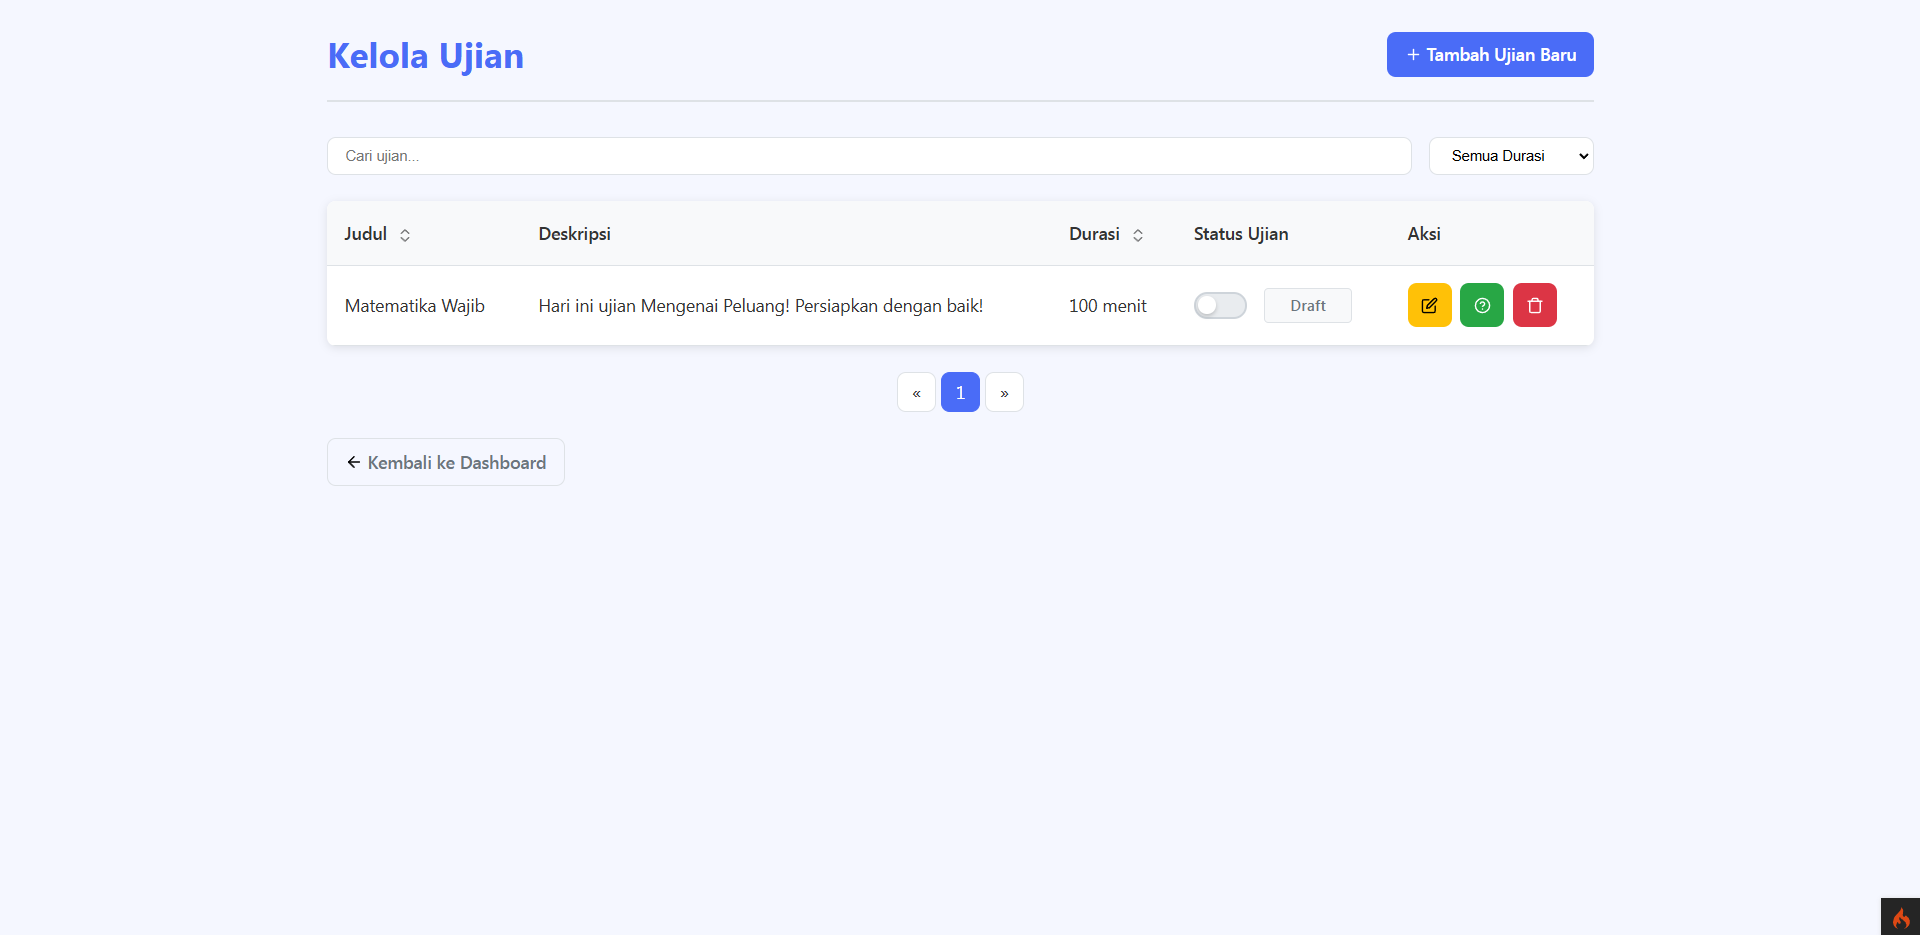 Kelola Ujian
+ Tambah Ujian Baru
Cari ujian...
Semua Durasi
Judul Deskripsi Durasi Status Ujian Aksi
Matematika Wajib Hari ini ujian Mengenai Peluang! Persiapkan dengan baik! 100 menit Draft
« 1 »
← Kembali ke Dashboard